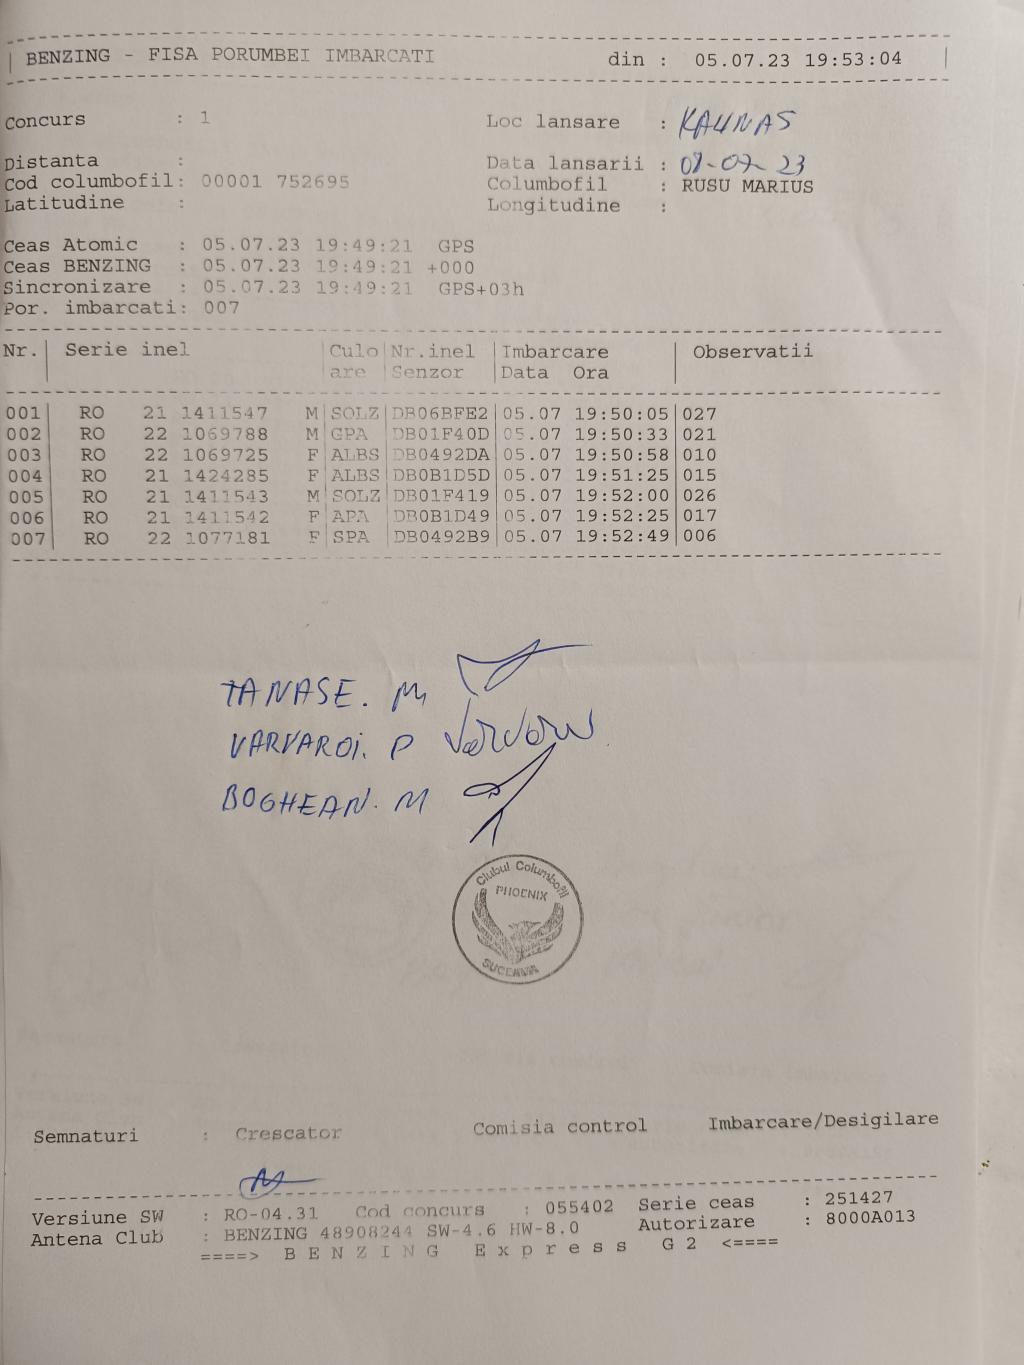 BENZING - FISA PORUMBEI IMBARCATI din : 05.07.23 19:53:04
Concurs : 1 Loc lansare : KAUNAS
Distanta : Data lansarii : 07-07-23
Cod columbofil: 00001 752695 Columbofil : RUSU MARIUS
Latitudine : Longitudine :
Ceas Atomic : 05.07.23 19:49:21 GPS
Ceas BENZING : 05.07.23 19:49:21 +000
Sincronizare : 05.07.23 19:49:21 GPS+03h
Por. imbarcati: 007
Nr. Serie inel Culo Nr.inel Imbarcare Observatii
are Senzor Data Ora
001 RO 21 1411547 M SOLZ DB06BFE2 05.07 19:50:05 027
002 RO 22 1069788 M GPA DB01F40D 05.07 19:50:33 021
003 RO 22 1069725 F ALBS DB0492DA 05.07 19:50:58 010
004 RO 21 1424285 F ALBS DB0B1D5D 05.07 19:51:25 015
005 RO 21 1411543 M SOLZ DB01F419 05.07 19:52:00 026
006 RO 21 1411542 F APA DB0B1D49 05.07 19:52:25 017
007 RO 22 1077181 F SPA DB0492B9 05.07 19:52:49 006
TANASE. M
VARVAROI. P
BOGHEAN. M
Clubul Columbofil
PHOENIX
SUCEAVA
Semnaturi : Crescator Comisia control Imbarcare/Desigilare
Versiune SW : RO-04.31 Cod concurs : 055402 Serie ceas : 251427
Antena Club : BENZING 48908244 SW-4.6 HW-8.0 Autorizare : 8000A013
====> B E N Z I N G E x p r e s s G 2 <====